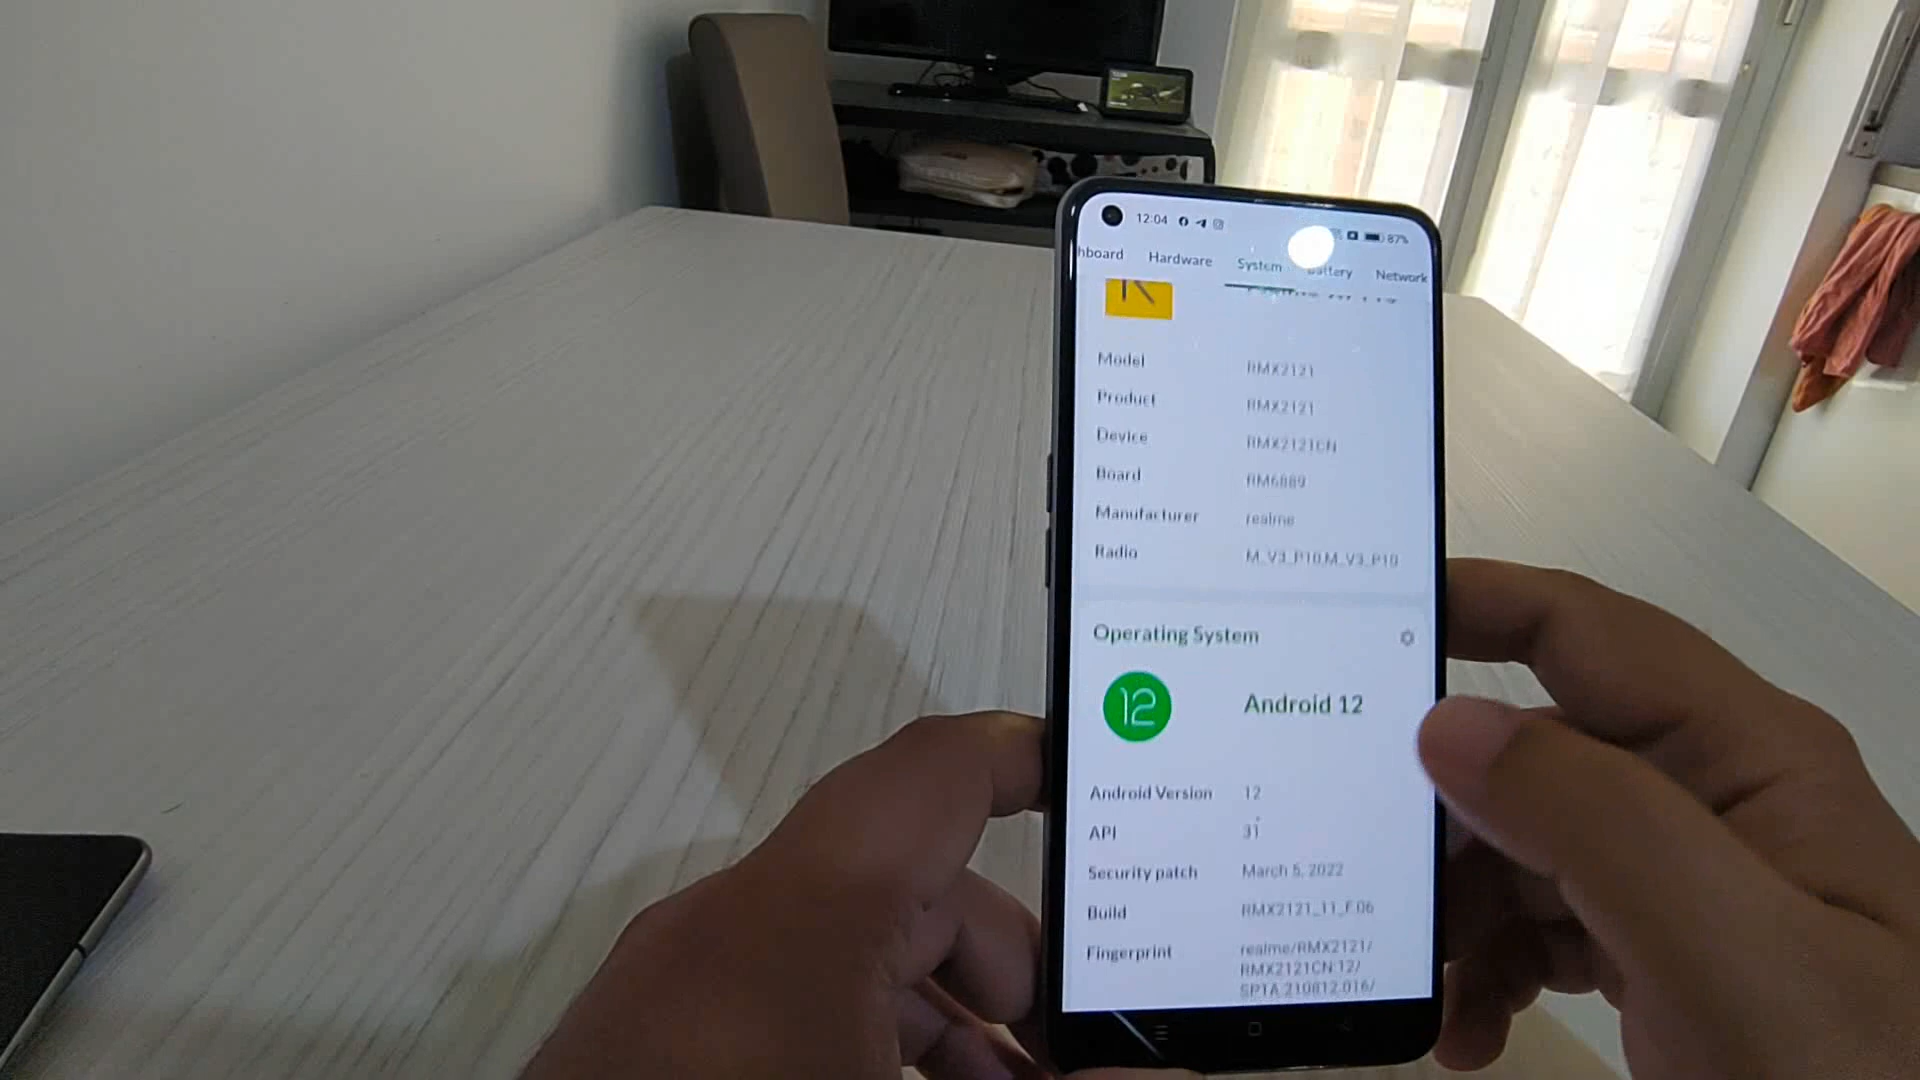 12:04 87%
hboard Hardware System Battery Network
Model RMX2121
Product RMX2121
Device RMX2121CN
Board RM6889
Manufacturer realme
Radio M_V3_P10,M_V3_P10
Operating System
12 Android 12
Android Version 12
API 31
Security patch March 5, 2022
Build RMX2121_11_F.06
Fingerprint realme/RMX2121/
RMX2121CN:12/
SP1A.210812.016/